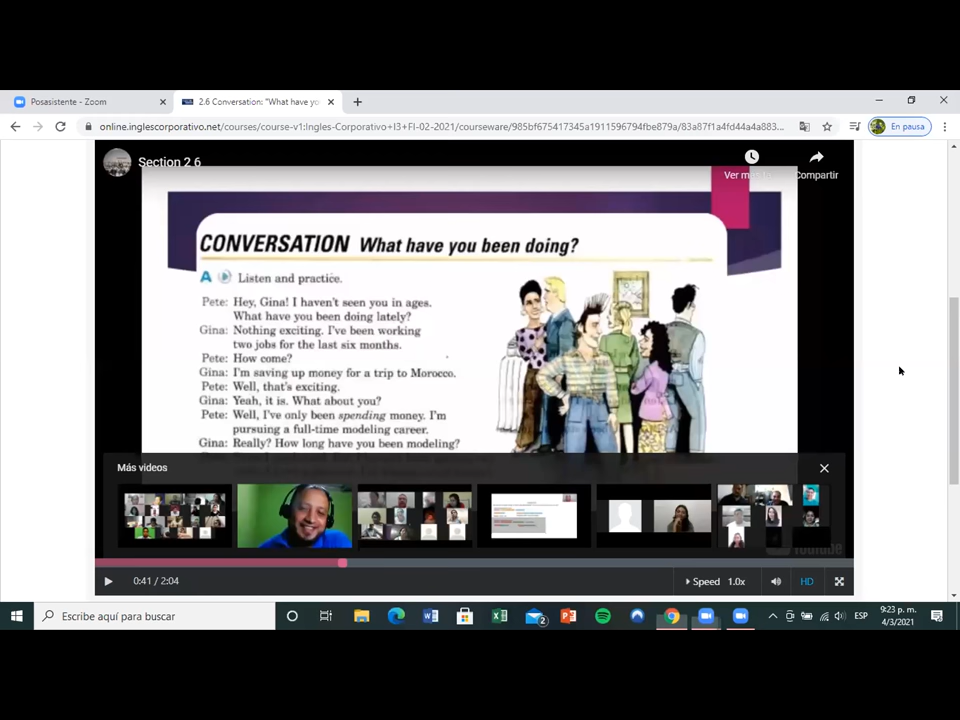 Posasistente - Zoom
2.6 Conversation: "What have yo
online.inglescorporativo.net/courses/course-v1:Ingles-Corporativo+I3+FI-02-2021/courseware/985bf675417345a1911596794fbe879a/83a87f1a4fd44a4a883...
En pausa
Section 2 6
Ver más
Compartir
CONVERSATION What have you been doing?
A Listen and practice.
Pete: Hey, Gina! I haven't seen you in ages.
What have you been doing lately?
Gina: Nothing exciting. I've been working
two jobs for the last six months.
Pete: How come?
Gina: I'm saving up money for a trip to Morocco.
Pete: Well, that's exciting.
Gina: Yeah, it is. What about you?
Pete: Well, I've only been spending money. I'm
pursuing a full-time modeling career.
Gina: Really? How long have you been modeling?
Más videos
YouTube
0:41 / 2:04
Speed 1.0x
HD
Escribe aquí para buscar
2
ESP
9:23 p. m.
4/3/2021